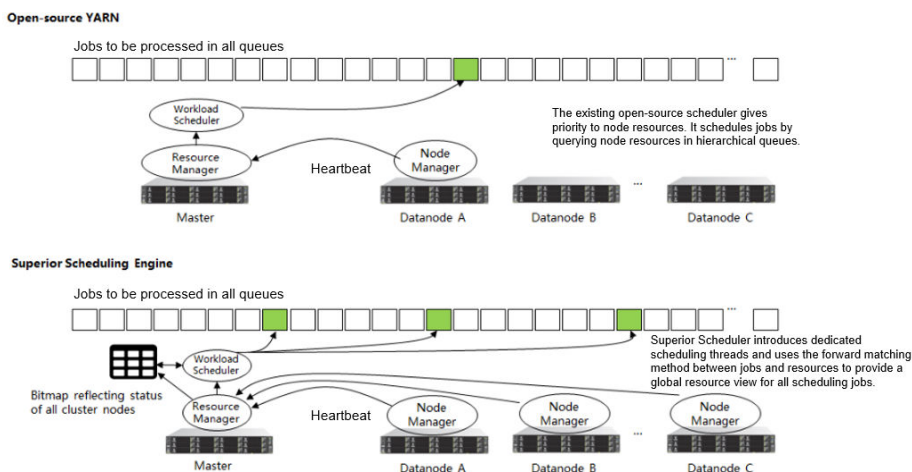 Open-source YARN
Jobs to be processed in all queues
...
Workload
Scheduler
The existing open-source scheduler gives
priority to node resources. It schedules jobs by
querying node resources in hierarchical queues.
Resource
Manager
Heartbeat
Node
Manager
...
Master
Datanode A
Datanode B
Datanode C
Superior Scheduling Engine
Jobs to be processed in all queues
...
Superior Scheduler introduces dedicated
scheduling threads and uses the forward matching
method between jobs and resources to provide a
global resource view for all scheduling jobs.
Workload
Scheduler
Bitmap reflecting status
of all cluster nodes
Resource
Manager
Heartbeat
Node
Manager
Node
Manager
Node
Manager
...
Master
Datanode A
Datanode B
Datanode C